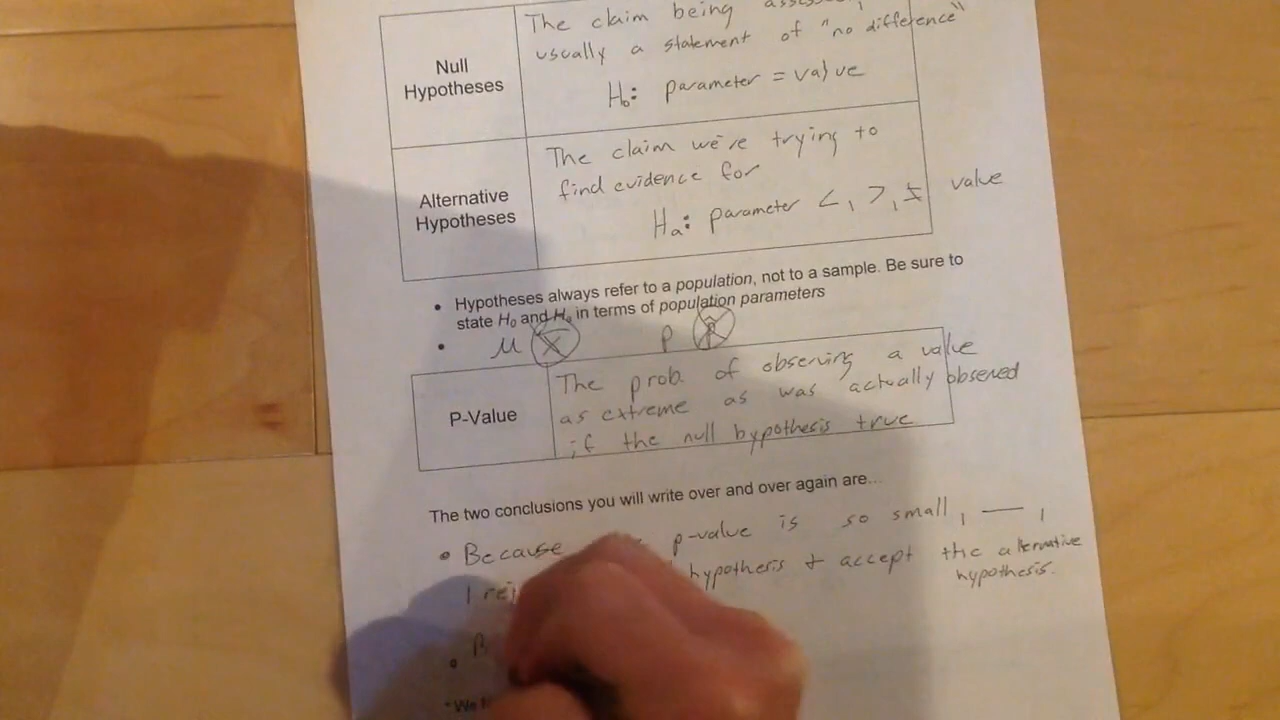 The claim being
usually a statement of "no difference"
Null
Hypotheses
H₀: parameter = value
The claim we're trying to
find evidence for
Alternative
Hypotheses
Hₐ: parameter <, >, ≠ value
• Hypotheses always refer to a population, not to a sample. Be sure to
state H₀ and Hₐ in terms of population parameters
• μ x̄ p p̂
The prob. of observing a value
P-Value
as extreme as was actually observed
if the null hypothesis true
The two conclusions you will write over and over again are...
• Because p-value is so small, __,
I hypothesis + accept the alternative
hypothesis.